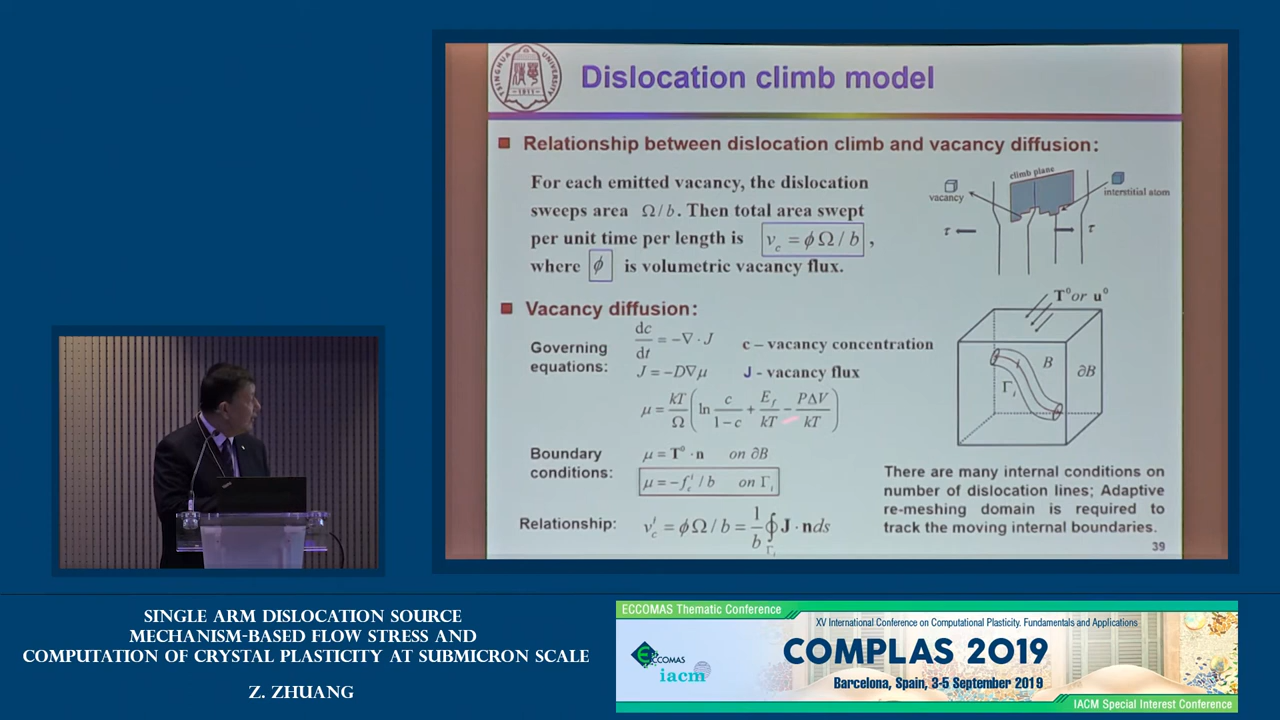 TSINGHUA UNIVERSITY
-1911-
Dislocation climb model
Relationship between dislocation climb and vacancy diffusion:
For each emitted vacancy, the dislocation
sweeps area Ω/b. Then total area swept
per unit time per length is v_c = ϕΩ/b,
where ϕ is volumetric vacancy flux.
climb plane
vacancy
interstitial atom
τ
τ
Vacancy diffusion:
Governing
equations:
dc/dt = -∇·J
c – vacancy concentration
J = -D∇μ
J - vacancy flux
μ = kT/Ω (ln c/(1-c) + E_f/kT - PΔV/kT)
Boundary
conditions:
μ = T⁰·n on ∂B
μ = -f_c^i/b on Γ_i
Relationship:
v_c^i = ϕΩ/b = 1/b ∮_Γi J·nds
T⁰ or u⁰
B
∂B
Γ_i
There are many internal conditions on
number of dislocation lines; Adaptive
re-meshing domain is required to
track the moving internal boundaries.
39
SINGLE ARM DISLOCATION SOURCE
MECHANISM-BASED FLOW STRESS AND
COMPUTATION OF CRYSTAL PLASTICITY AT SUBMICRON SCALE
Z. ZHUANG
ECCOMAS Thematic Conference
XV International Conference on Computational Plasticity. Fundamentals and Applications
ECCOMAS
iacm
COMPLAS 2019
Barcelona, Spain, 3-5 September 2019
IACM Special Interest Conference